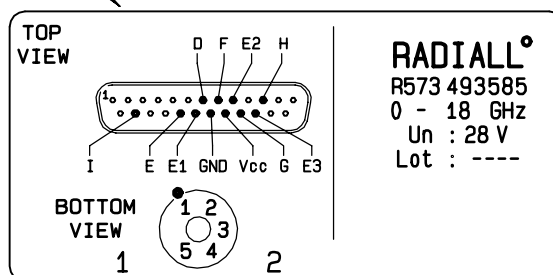 TOP
VIEW
D F E2 H
1
I E E1 GND Vcc G E3
BOTTOM
VIEW
1 2
3
5 4
1 2
RADIALL°
R573 493585
0 - 18 GHz
Un : 28 V
Lot : ----